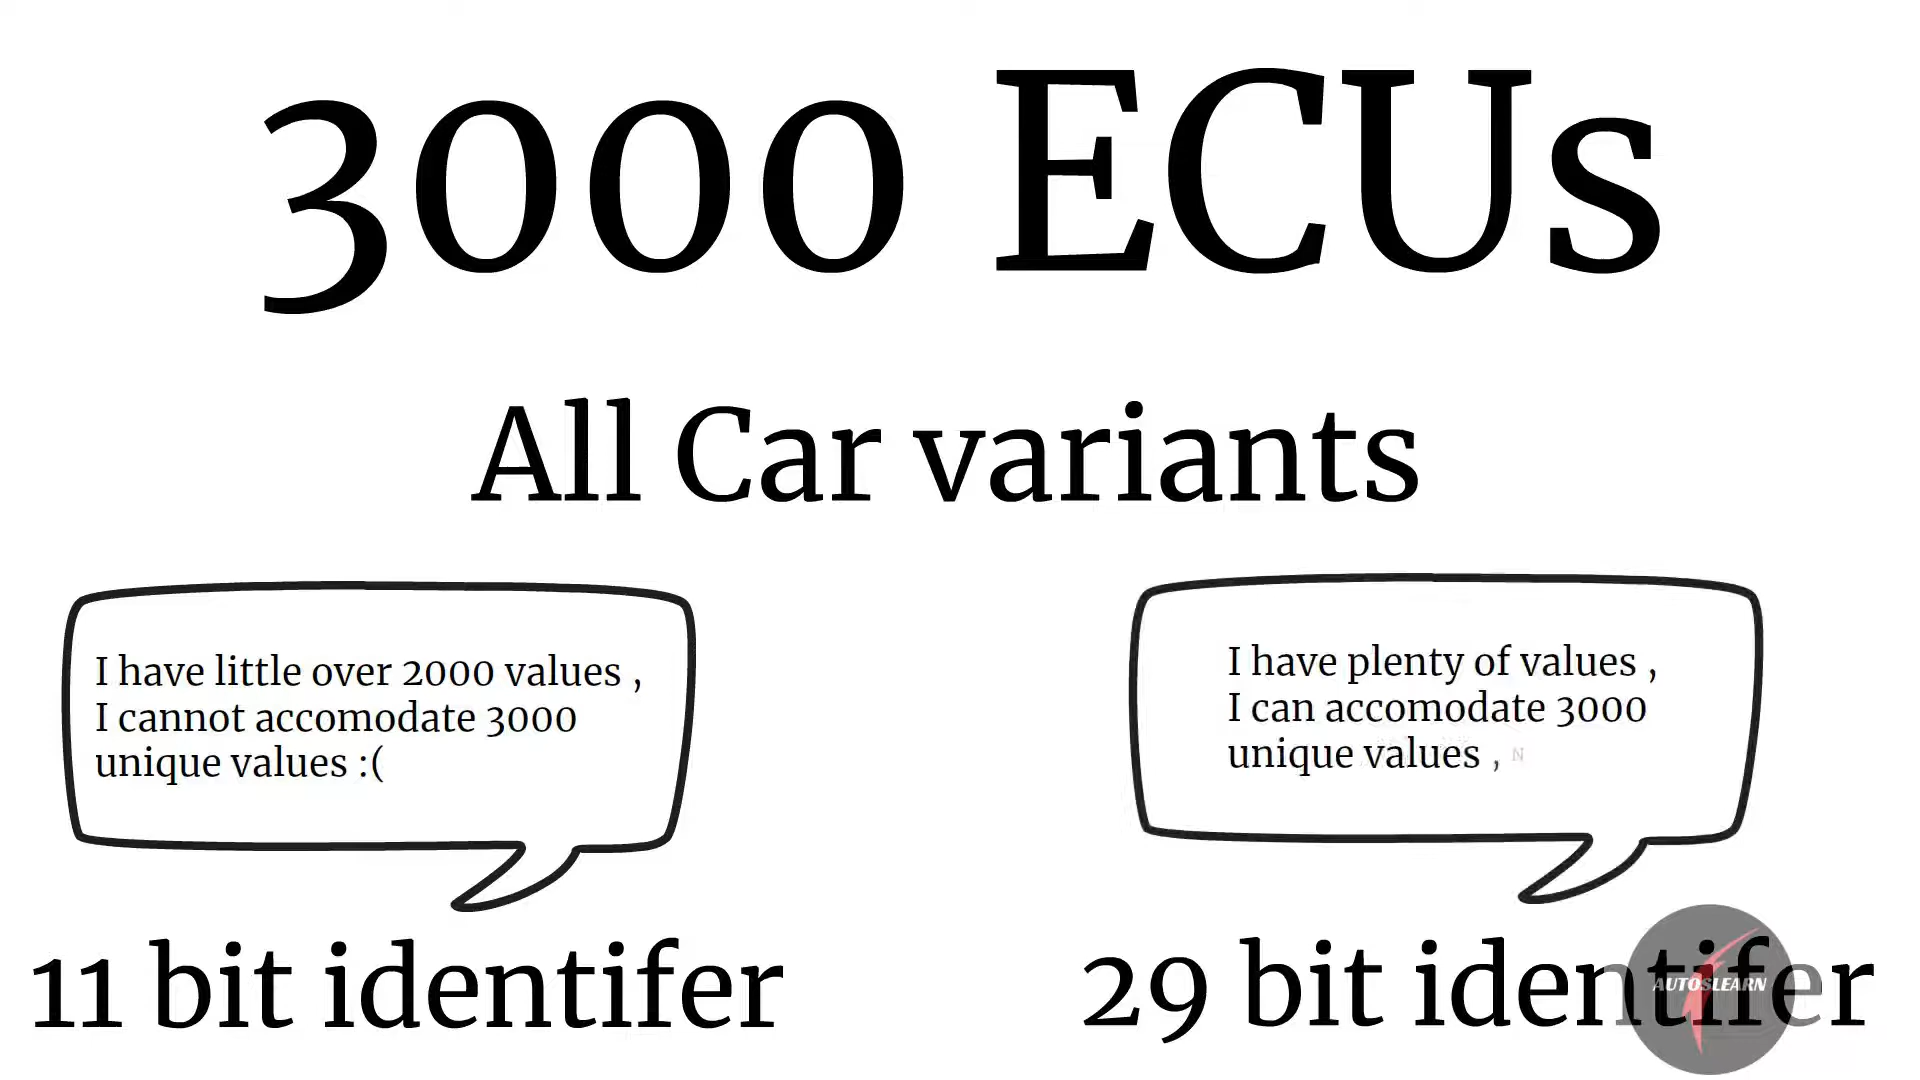 3000 ECUs
All Car variants
I have little over 2000 values ,
I cannot accomodate 3000
unique values :(
I have plenty of values ,
I can accomodate 3000
unique values , N
11 bit identifer
29 bit identifer
AUTOSLEARN